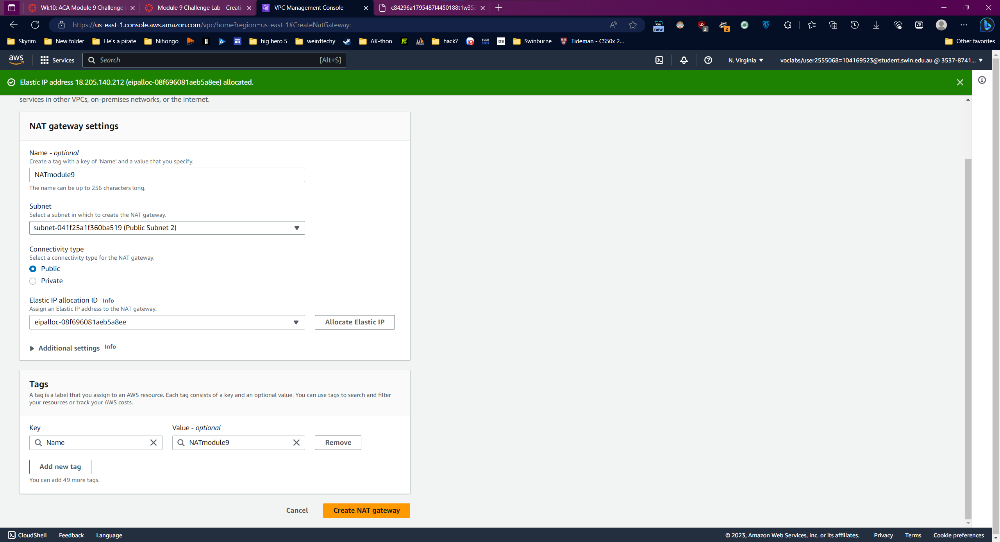 Wk10: ACA Module 9 Challenge
Module 9 Challenge Lab - Creatin
VPC Management Console
c84296a1795487l4450188t1w353
https://us-east-1.console.aws.amazon.com/vpc/home?region=us-east-1#CreateNatGateway:
new
2
2
Skyrim
New folder
He's a pirate
Nihongo
big hero 5
weirdtechy
AK-thon
hack?
DS
Swinburne
Tideman - CS50x 2...
Other favorites
aws
Services
Search
[Alt+S]
N. Virginia
voclabs/user2555068=104169523@student.swin.edu.au @ 3537-8741...
Elastic IP address 18.205.140.212 (eipalloc-08f696081aeb5a8ee) allocated.
services in other VPCs, on-premises networks, or the internet.
NAT gateway settings
Name - optional
Create a tag with a key of 'Name' and a value that you specify.
NATmodule9
The name can be up to 256 characters long.
Subnet
Select a subnet in which to create the NAT gateway.
subnet-041f25a1f360ba519 (Public Subnet 2)
Connectivity type
Select a connectivity type for the NAT gateway.
Public
Private
Elastic IP allocation ID Info
Assign an Elastic IP address to the NAT gateway.
eipalloc-08f696081aeb5a8ee
Allocate Elastic IP
Additional settings Info
Tags
A tag is a label that you assign to an AWS resource. Each tag consists of a key and an optional value. You can use tags to search and filter
your resources or track your AWS costs.
Key
Value - optional
Name
NATmodule9
Remove
Add new tag
You can add 49 more tags.
Cancel
Create NAT gateway
CloudShell
Feedback
Language
© 2023, Amazon Web Services, Inc. or its affiliates.
Privacy
Terms
Cookie preferences